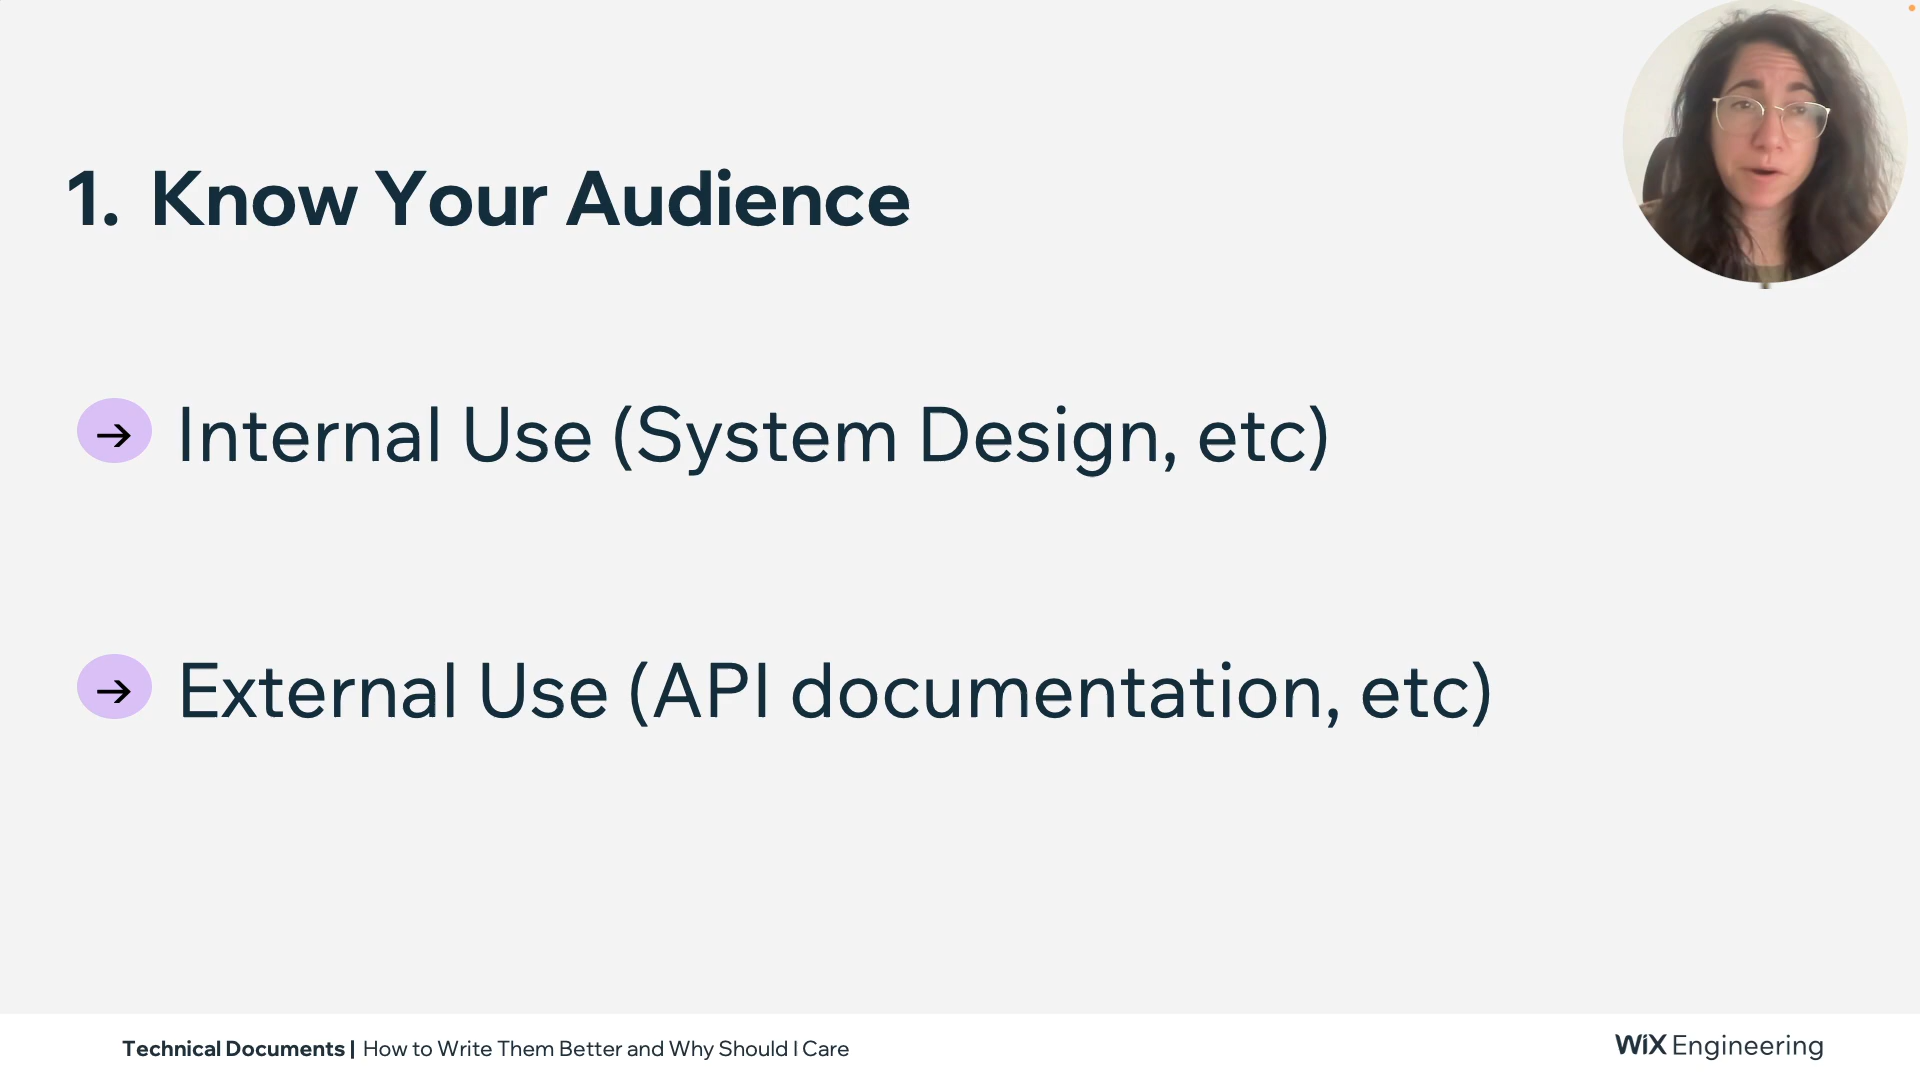 1. Know Your Audience
→ Internal Use (System Design, etc)
→ External Use (API documentation, etc)
Technical Documents | How to Write Them Better and Why Should I Care
WiX Engineering